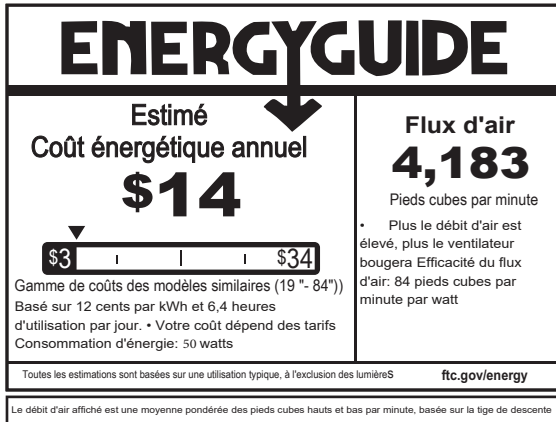 ENERGYGUIDE
Estimé
Coût énergétique annuel
$14
$3
$34
Gamme de coûts des modèles similaires (19 "- 84"))
Basé sur 12 cents par kWh et 6,4 heures
d'utilisation par jour. • Votre coût dépend des tarifs
Consommation d'énergie: 50 watts
Flux d'air
4,183
Pieds cubes par minute
• Plus le débit d'air est
élevé, plus le ventilateur
bougera Efficacité du flux
d'air: 84 pieds cubes par
minute par watt
Toutes les estimations sont basées sur une utilisation typique, à l'exclusion des lumièreS
ftc.gov/energy
Le débit d'air affiché est une moyenne pondérée des pieds cubes hauts et bas par minute, basée sur la tige de descente